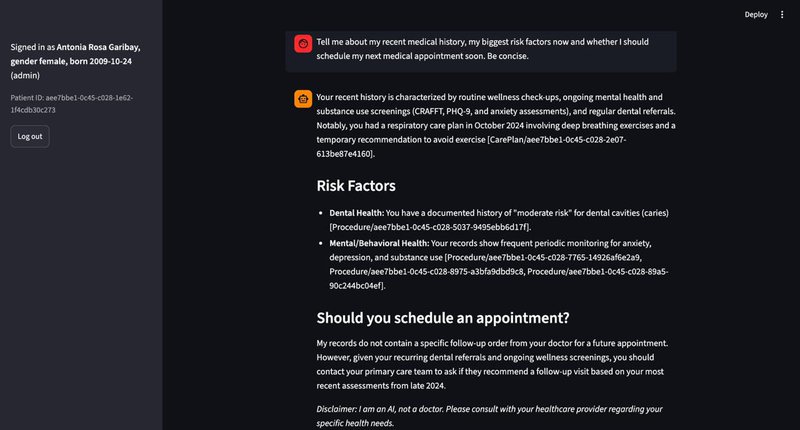 Deploy
Signed in as Antonia Rosa Garibay,
gender female, born 2009-10-24
(admin)
Patient ID: aee7bbe1-0c45-c028-1e62-
1f4cdb30c273
Log out
Tell me about my recent medical history, my biggest risk factors now and whether I should
schedule my next medical appointment soon. Be concise.
Your recent history is characterized by routine wellness check-ups, ongoing mental health and
substance use screenings (CRAFFT, PHQ-9, and anxiety assessments), and regular dental referrals.
Notably, you had a respiratory care plan in October 2024 involving deep breathing exercises and a
temporary recommendation to avoid exercise [CarePlan/aee7bbe1-0c45-c028-2e07-
613be87e4160].
Risk Factors
• Dental Health: You have a documented history of "moderate risk" for dental cavities (caries)
[Procedure/aee7bbe1-0c45-c028-5037-9495ebb6d17f].
• Mental/Behavioral Health: Your records show frequent periodic monitoring for anxiety,
depression, and substance use [Procedure/aee7bbe1-0c45-c028-7765-14926af6e2a9,
Procedure/aee7bbe1-0c45-c028-8975-a3bfa9dbd9c8, Procedure/aee7bbe1-0c45-c028-89a5-
90c244bc04ef].
Should you schedule an appointment?
My records do not contain a specific follow-up order from your doctor for a future appointment.
However, given your recurring dental referrals and ongoing wellness screenings, you should
contact your primary care team to ask if they recommend a follow-up visit based on your most
recent assessments from late 2024.
Disclaimer: I am an AI, not a doctor. Please consult with your healthcare provider regarding your
specific health needs.